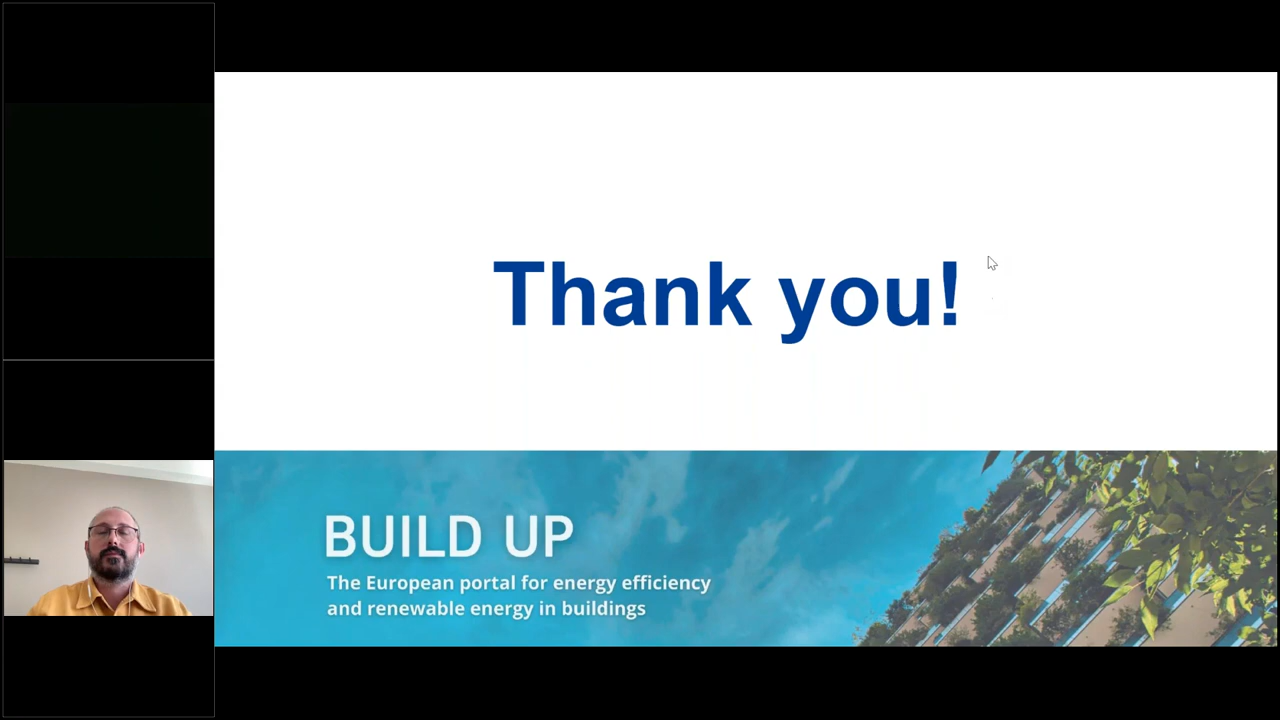 Thank you!
BUILD UP
The European portal for energy efficiency
and renewable energy in buildings